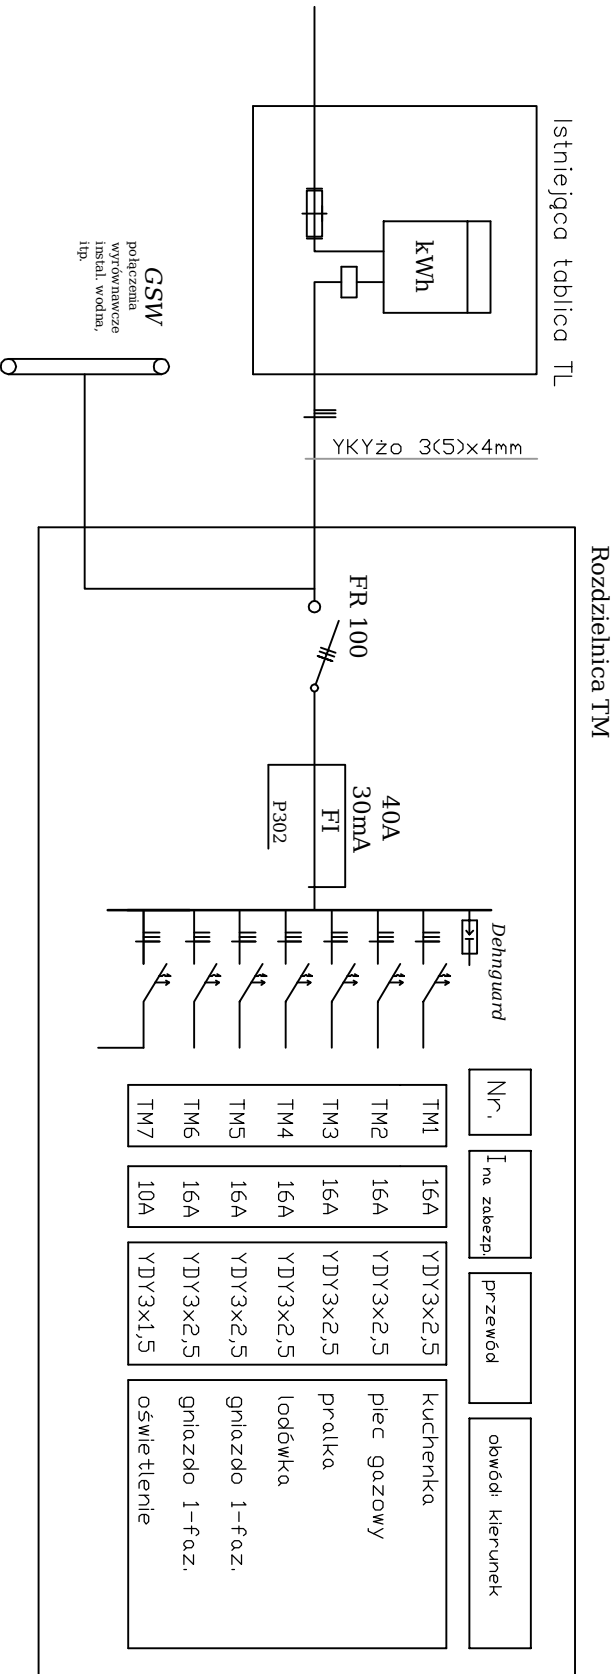 Istniejąca tablica TL
kWh
GSW
połączenia
wyrównawcze
instal. wodna,
itp.
YKYżo 3(5)x4mm
Rozdzielnica TM
FR 100
40A
30mA
FI
P302
Dehnguard
Nr. I na zabezp. przewód obwód: kierunek
TM1 16A YDY3x2,5 kuchenka
TM2 16A YDY3x2,5 piec gazowy
TM3 16A YDY3x2,5 pralka
TM4 16A YDY3x2,5 lodówka
TM5 16A YDY3x2,5 gniazdo 1-faz.
TM6 16A YDY3x2,5 gniazdo 1-faz.
TM7 10A YDY3x1,5 oświetlenie